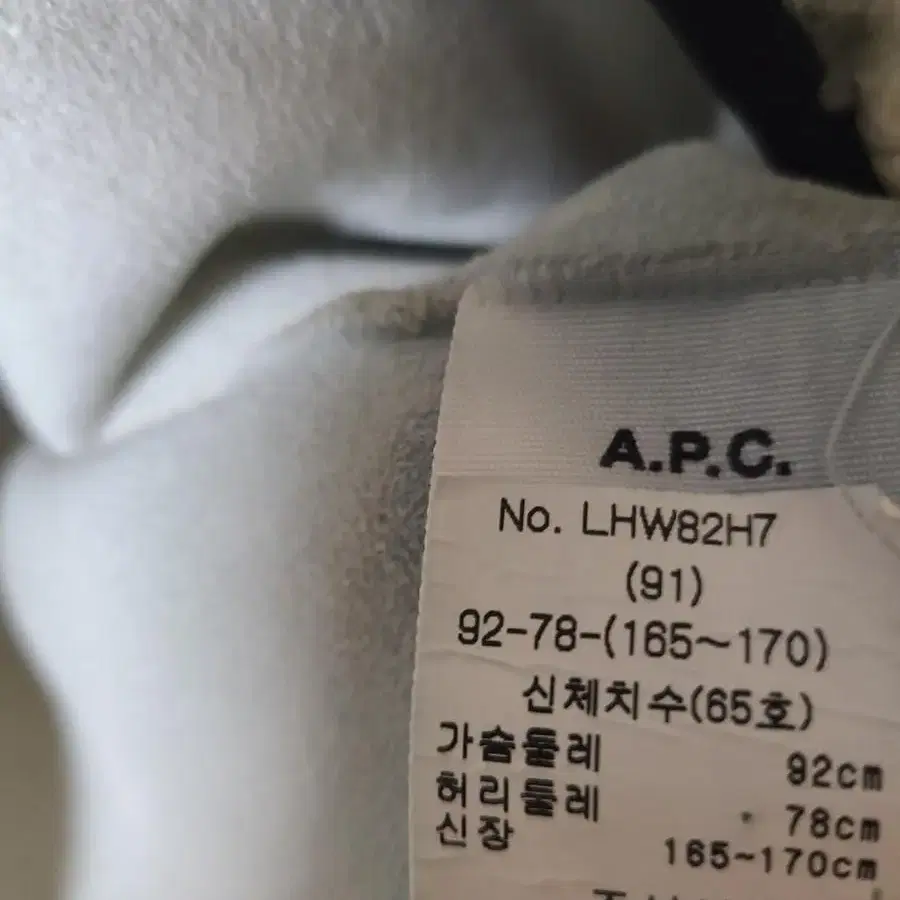 A.P.C.
No. LHW82H7
(91)
92-78-(165~170)
신체치수(65호)
가슴둘레 92cm
허리둘레 78cm
신장 165~170cm